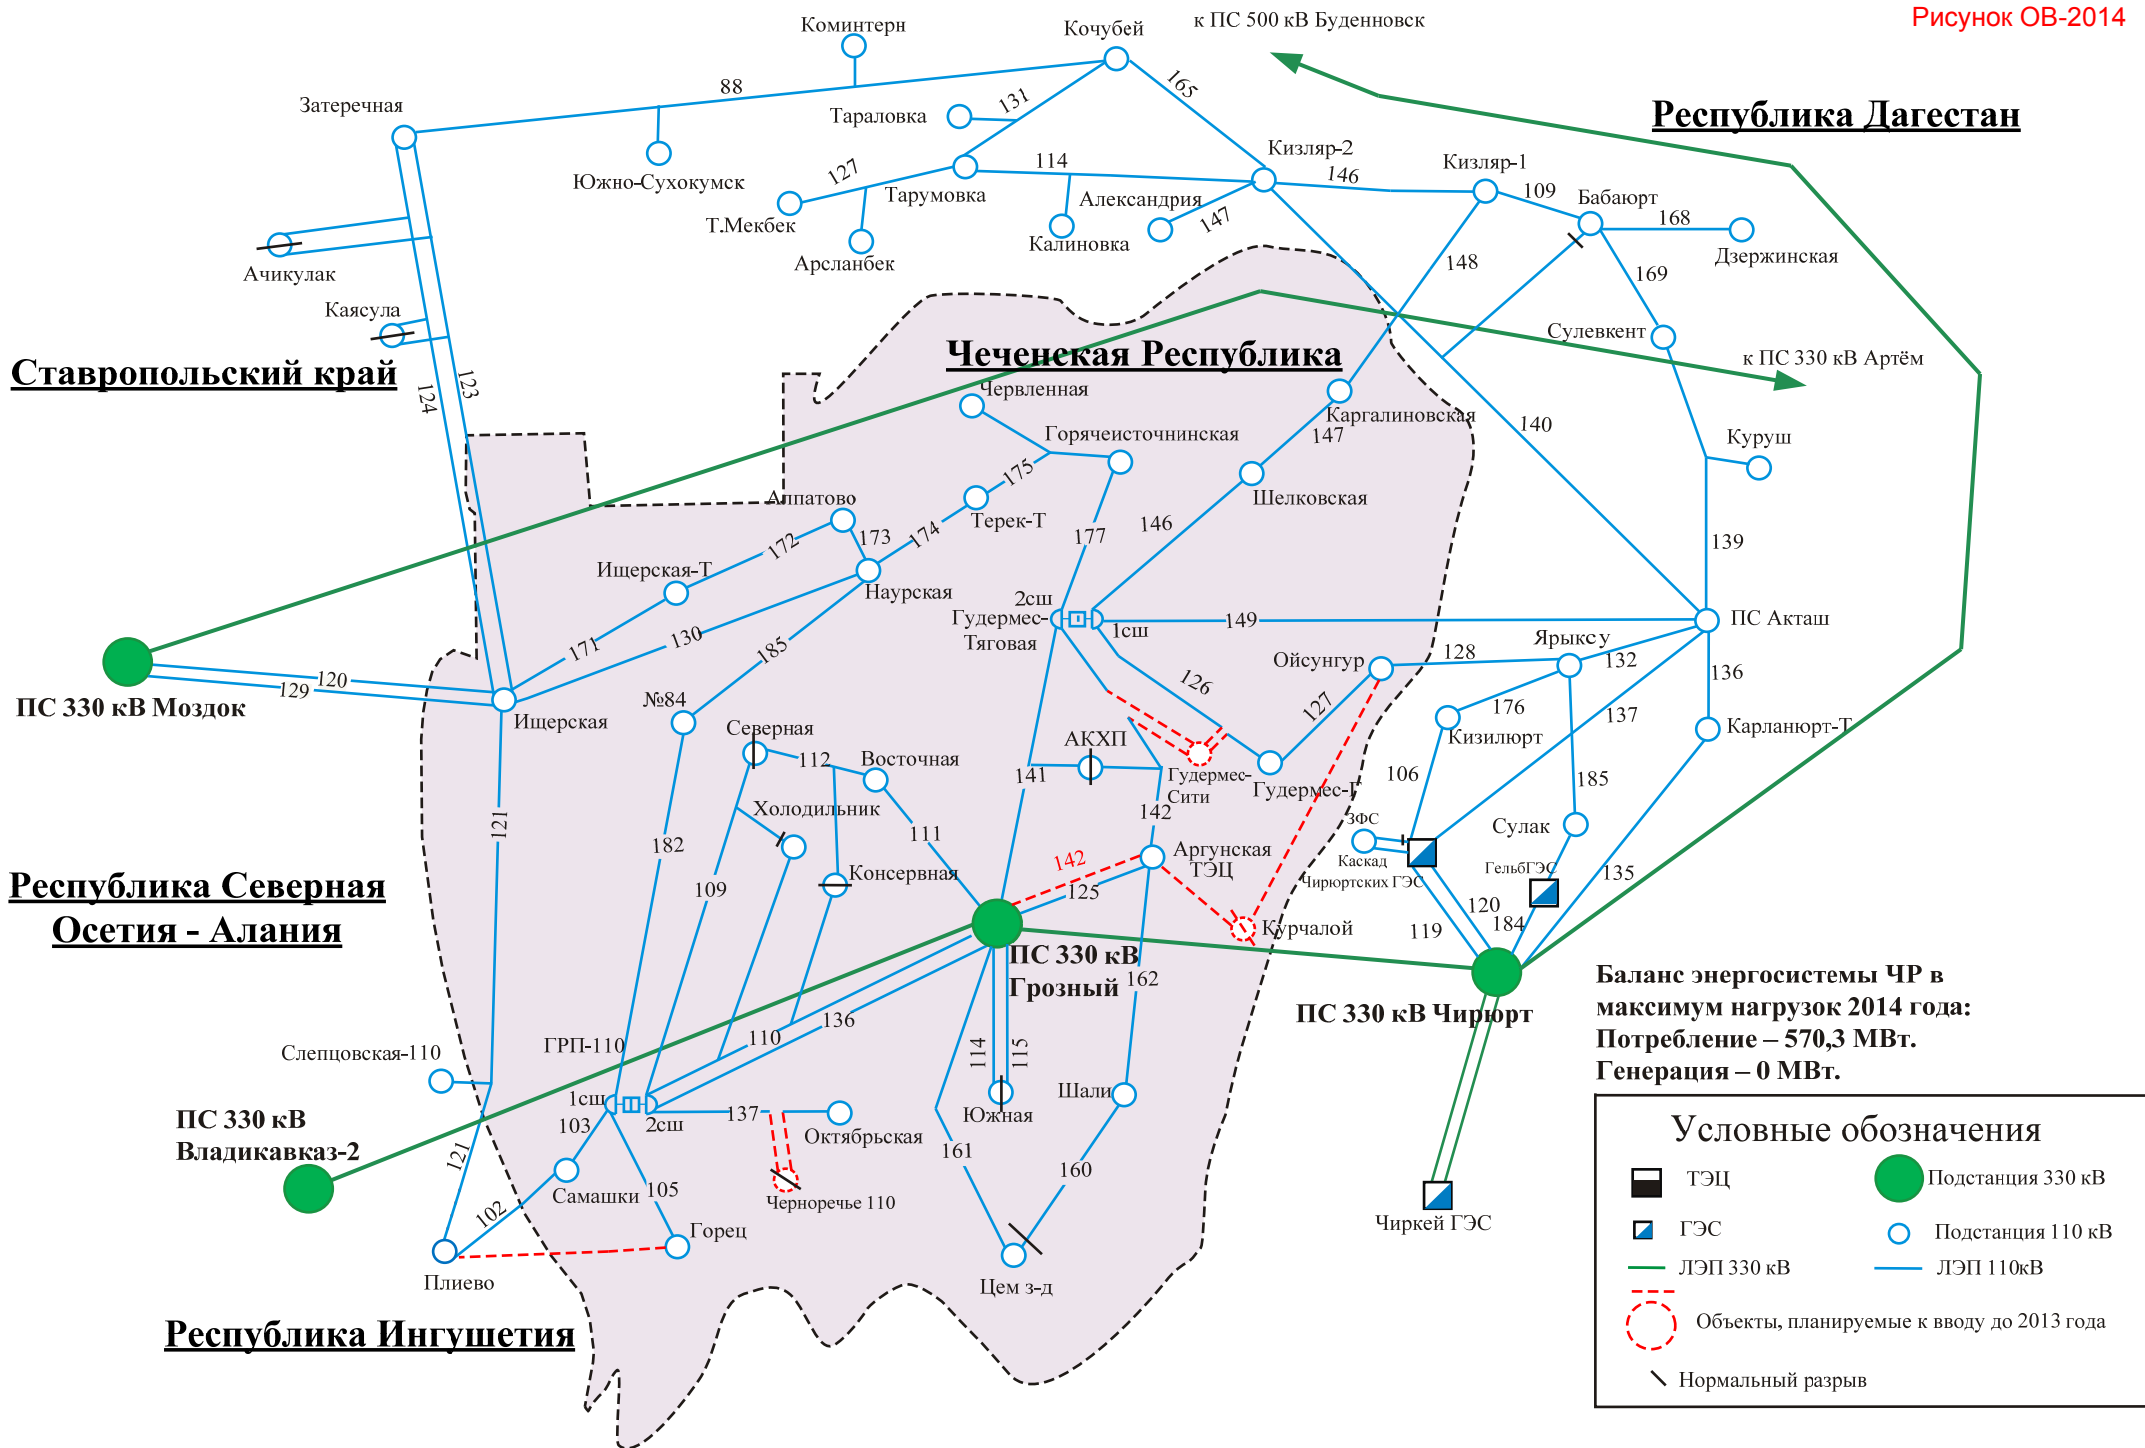 Рисунок ОВ-2014
к ПС 500 кВ Буденновск
Коминтерн
Кочубей
88
165
131
Затеречная
Тараловка
Республика Дагестан
Южно-Сухокумск
127
Тарумовка
114
Кизляр-2
146
Кизляр-1
109
Бабаюрт
168
Т.Мекбек
Арсланбек
Александрия
Калиновка
147
Дзержинская
Ачикулак
148
169
Каясула
Сулевкент
к ПС 330 кВ Артём
Ставропольский край
124
123
Чеченская Республика
Червленная
Каргалиновская
147
140
Горячеисточнинская
Куруш
175
Шелковская
Алпатово
Терек-Т
172
173
174
177
146
139
Ищерская-Т
Наурская
2сш
Гудермес-
Тяговая
1сш
149
ПС Акташ
171
130
185
Ярыксу
Ойсунгур
128
132
136
120
129
ПС 330 кВ Моздок
Ищерская
№84
126
127
176
137
Кизилюрт
Карланюрт-Т
Северная
112
Восточная
АКХП
141
Гудермес-
Сити
Гудермес-Г
106
185
Холодильник
121
182
111
142
ЗФС
Сулак
Каскад
Чирюртских ГЭС
ГельбГЭС
Консервная
142
Аргунская
ТЭЦ
125
109
135
120
119
184
Республика Северная
Осетия - Алания
Курчалой
ПС 330 кВ
Грозный
162
ПС 330 кВ Чирюрт
Баланс энергосистемы ЧР в
максимум нагрузок 2014 года:
Потребление – 570,3 МВт.
Генерация – 0 МВт.
136
110
ГРП-110
Слепцовская-110
114
115
Шали
Южная
1сш
103
2сш
137
Октябрьская
ПС 330 кВ
Владикавказ-2
121
161
160
102
Самашки
105
Черноречье 110
Горец
Плиево
Цем з-д
Чиркей ГЭС
Республика Ингушетия
Условные обозначения
ТЭЦ
Подстанция 330 кВ
ГЭС
Подстанция 110 кВ
ЛЭП 330 кВ
ЛЭП 110кВ
Объекты, планируемые к вводу до 2013 года
Нормальный разрыв